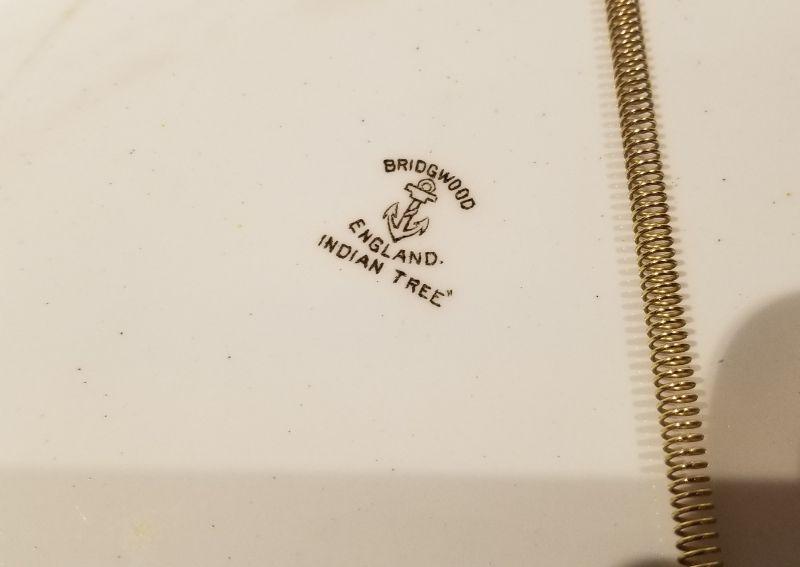 BRIDGWOOD
ENGLAND.
INDIAN TREE"